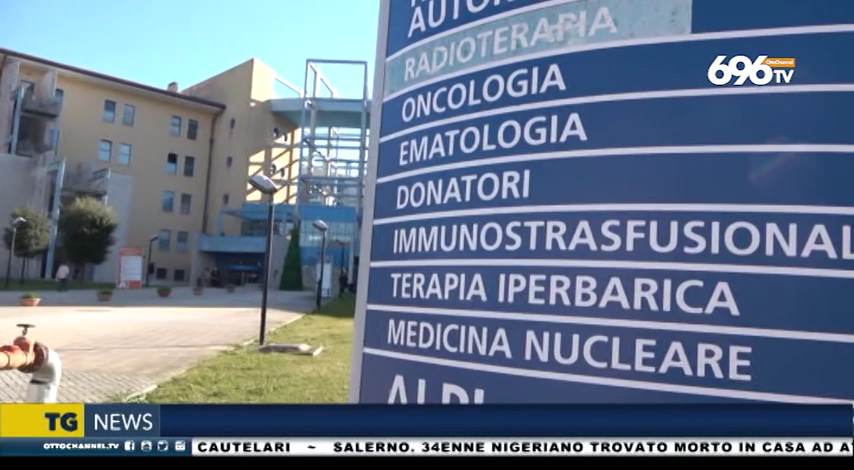 RADIOTERAPIA
ONCOLOGIA
EMATOLOGIA
DONATORI
IMMUNOSTRASFUSIONAL
TERAPIA IPERBARICA
MEDICINA NUCLEARE
OttoChannel
696 TV
TG NEWS
OTTOCHANNEL.TV
CAUTELARI ~ SALERNO. 34ENNE NIGERIANO TROVATO MORTO IN CASA AD